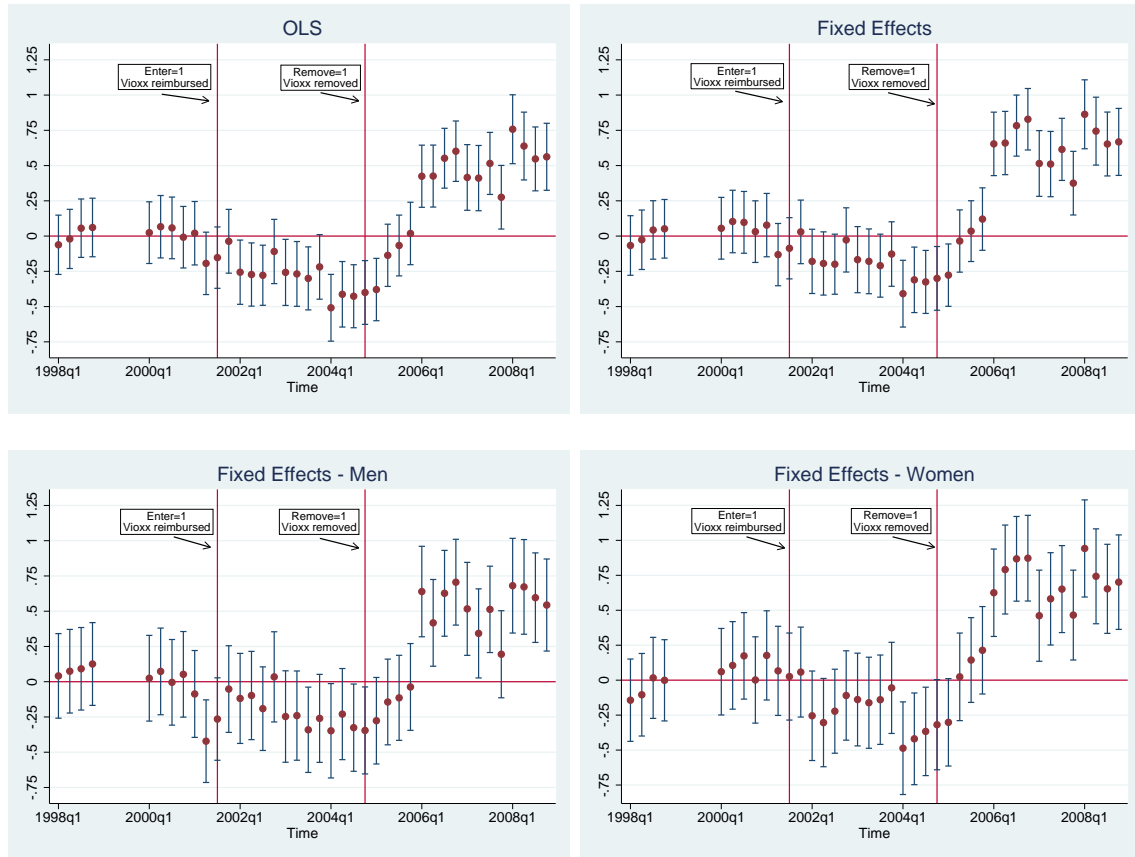 OLS
1.25
1
.75
.5
.25
0
-.25
-.5
-.75
Enter=1
Vioxx reimbursed
Remove=1
Vioxx removed
1998q1 2000q1 2002q1 2004q1 2006q1 2008q1
Time
Fixed Effects
1.25
1
.75
.5
.25
0
-.25
-.5
-.75
Enter=1
Vioxx reimbursed
Remove=1
Vioxx removed
1998q1 2000q1 2002q1 2004q1 2006q1 2008q1
Time
Fixed Effects - Men
1.25
1
.75
.5
.25
0
-.25
-.5
-.75
Enter=1
Vioxx reimbursed
Remove=1
Vioxx removed
1998q1 2000q1 2002q1 2004q1 2006q1 2008q1
Time
Fixed Effects - Women
1.25
1
.75
.5
.25
0
-.25
-.5
-.75
Enter=1
Vioxx reimbursed
Remove=1
Vioxx removed
1998q1 2000q1 2002q1 2004q1 2006q1 2008q1
Time